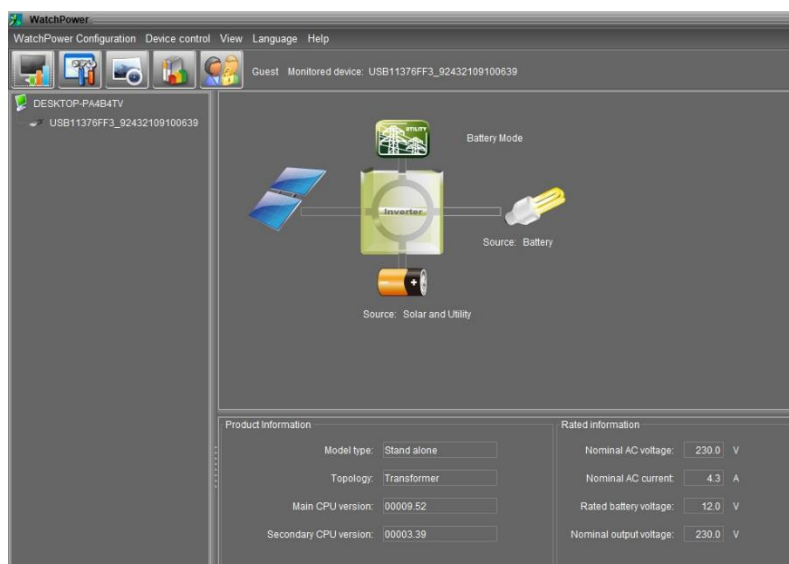 WatchPower
WatchPower Configuration Device control View Language Help
Guest Monitored device: USB11376FF3_92432109100639
DESKTOP-PA4B4TV
USB11376FF3_92432109100639
UTILITY
Battery Mode
Inverter
Source: Battery
Source: Solar and Utility
Product Information
Model type: Stand alone
Topology: Transformer
Main CPU version: 00009.52
Secondary CPU version: 00003.39
Rated information
Nominal AC voltage: 230.0 V
Nominal AC current: 4.3 A
Rated battery voltage: 12.0 V
Nominal output voltage: 230.0 V